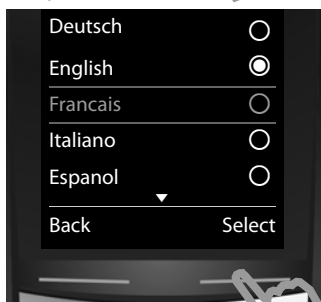 Deutsch
English
Francais
Italiano
Espanol
Back Select